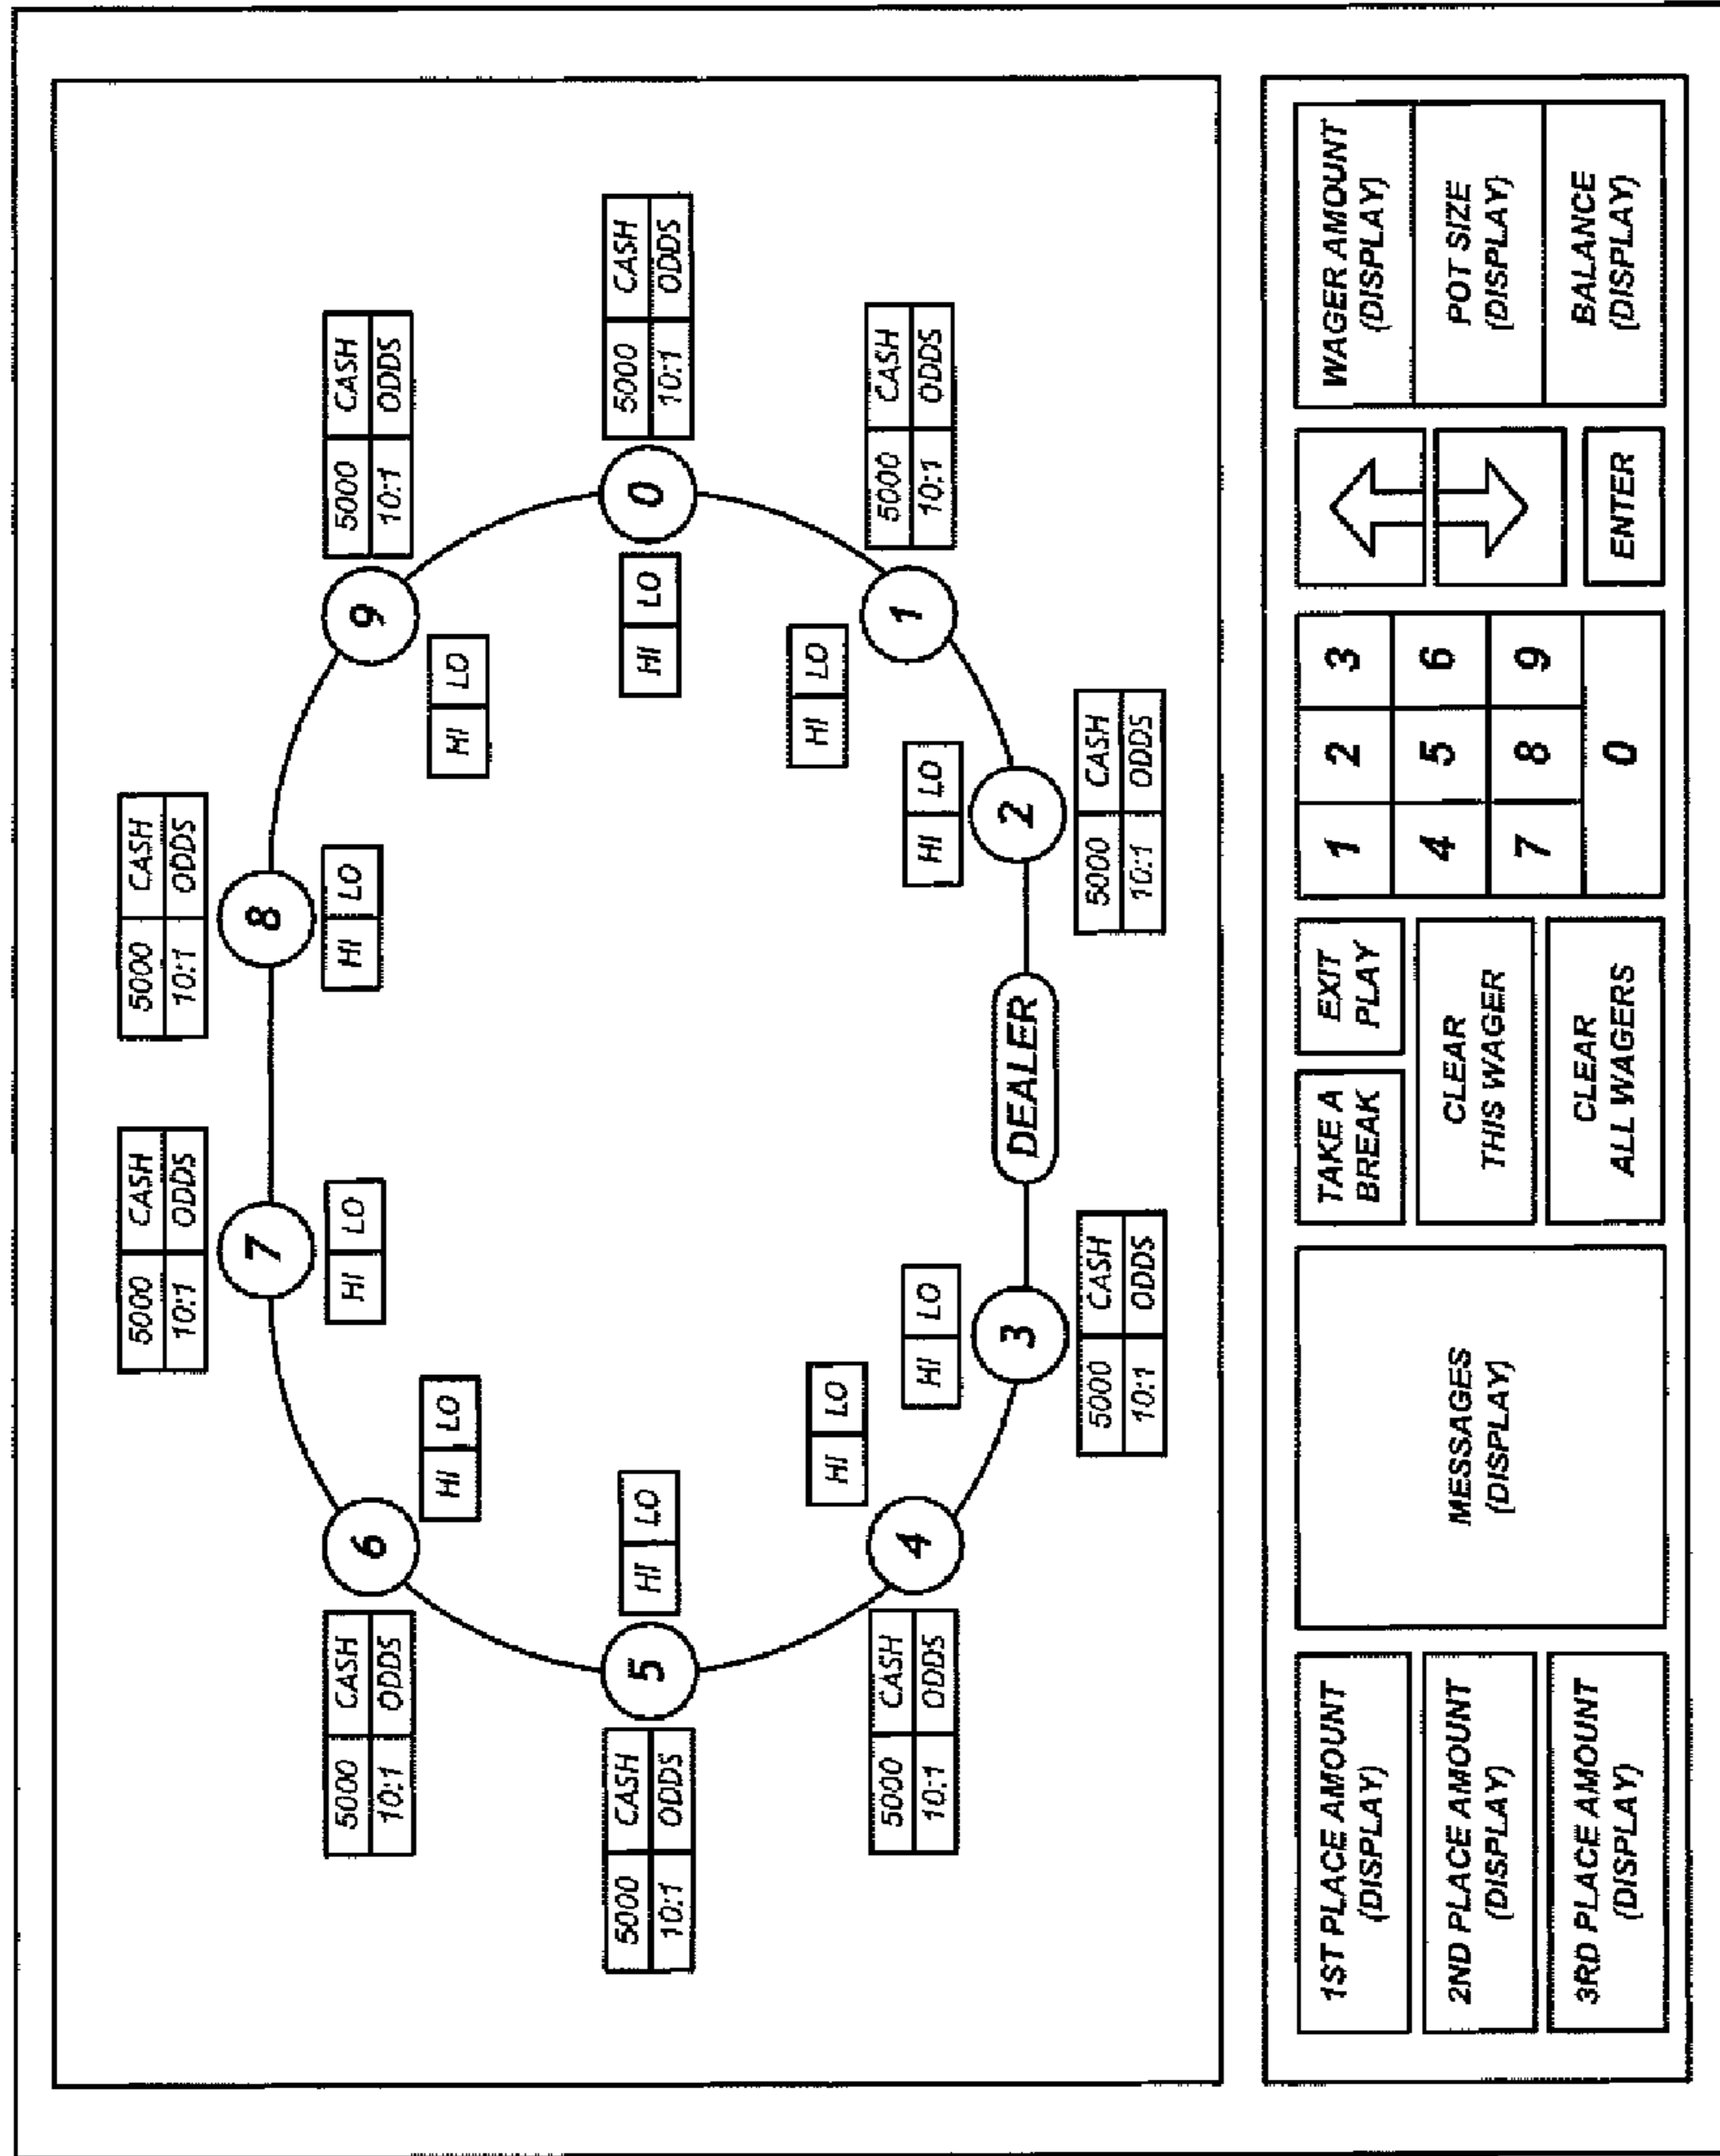 5000 CASH
10:1 ODDS
7
HI LO
5000 CASH
10:1 ODDS
8
HI LO
5000 CASH
10:1 ODDS
6
HI LO
5000 CASH
10:1 ODDS
9
HI LO
5000 CASH
10:1 ODDS
5
HI LO
5000 CASH
10:1 ODDS
0
HI LO
5000 CASH
10:1 ODDS
4
HI LO
5000 CASH
10:1 ODDS
1
HI LO
HI LO
3
5000 CASH
10:1 ODDS
DEALER
HI LO
2
5000 CASH
10:1 ODDS
1ST PLACE AMOUNT
(DISPLAY)
2ND PLACE AMOUNT
(DISPLAY)
3RD PLACE AMOUNT
(DISPLAY)
MESSAGES
(DISPLAY)
TAKE A
BREAK
EXIT
PLAY
CLEAR
THIS WAGER
CLEAR
ALL WAGERS
1 2 3
4 5 6
7 8 9
0
ENTER
WAGER AMOUNT
(DISPLAY)
POT SIZE
(DISPLAY)
BALANCE
(DISPLAY)